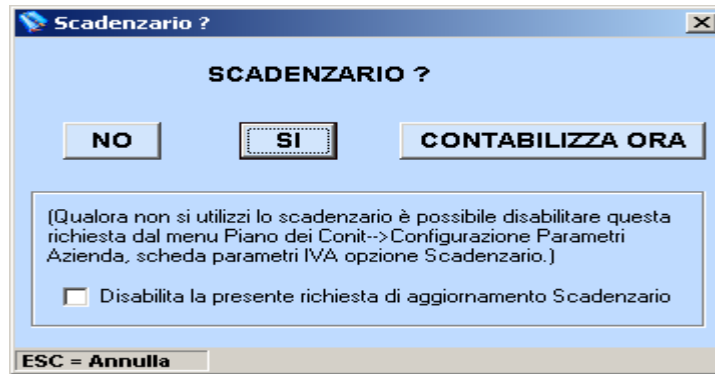 Scadenzario ?
SCADENZARIO ?
NO SI CONTABILIZZA ORA
(Qualora non si utilizzi lo scadenzario è possibile disabilitare questa
richiesta dal menu Piano dei Conit-->Configurazione Parametri
Azienda, scheda parametri IVA opzione Scadenzario.)
Disabilita la presente richiesta di aggiornamento Scadenzario
ESC = Annulla